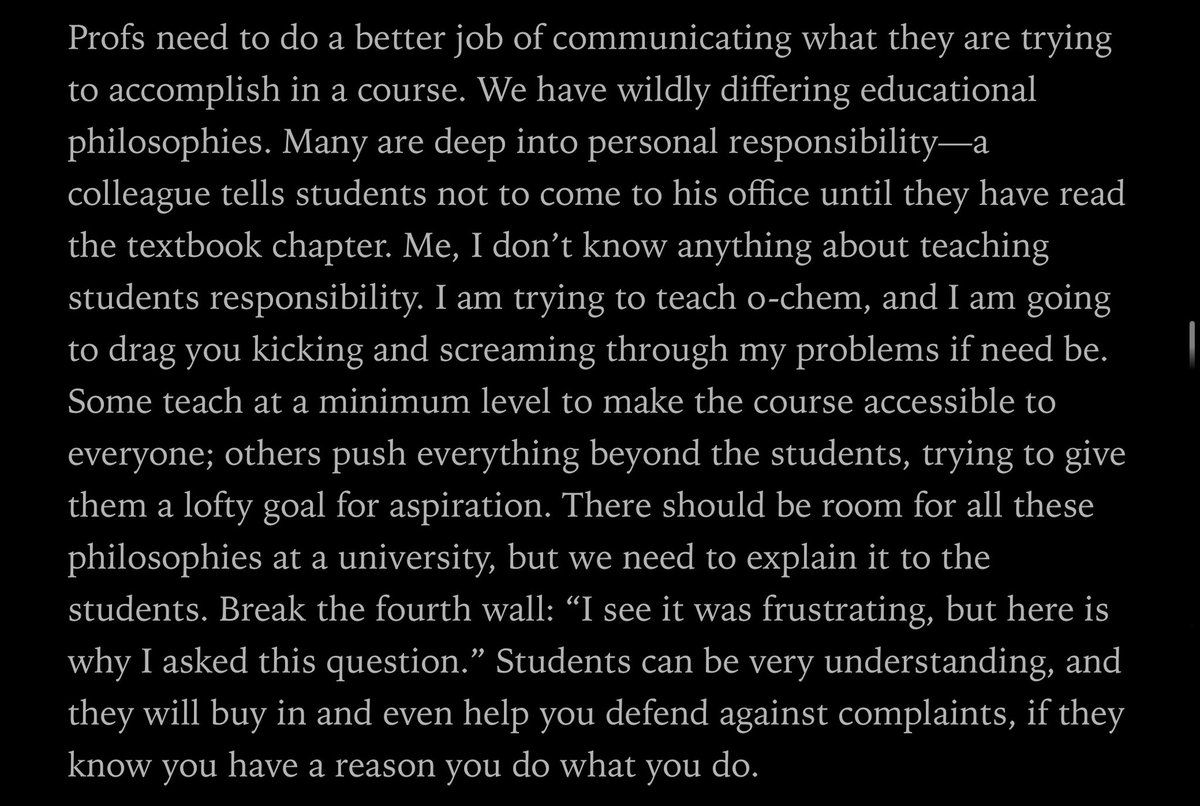 Profs need to do a better job of communicating what they are trying
to accomplish in a course. We have wildly differing educational
philosophies. Many are deep into personal responsibility—a
colleague tells students not to come to his office until they have read
the textbook chapter. Me, I don’t know anything about teaching
students responsibility. I am trying to teach o-chem, and I am going
to drag you kicking and screaming through my problems if need be.
Some teach at a minimum level to make the course accessible to
everyone; others push everything beyond the students, trying to give
them a lofty goal for aspiration. There should be room for all these
philosophies at a university, but we need to explain it to the
students. Break the fourth wall: “I see it was frustrating, but here is
why I asked this question.” Students can be very understanding, and
they will buy in and even help you defend against complaints, if they
know you have a reason you do what you do.